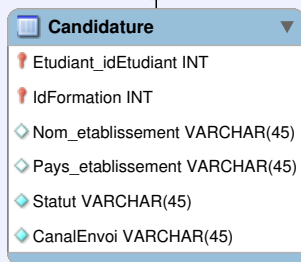 Candidature
Etudiant_idEtudiant INT
IdFormation INT
Nom_etablissement VARCHAR(45)
Pays_etablissement VARCHAR(45)
Statut VARCHAR(45)
CanalEnvoi VARCHAR(45)